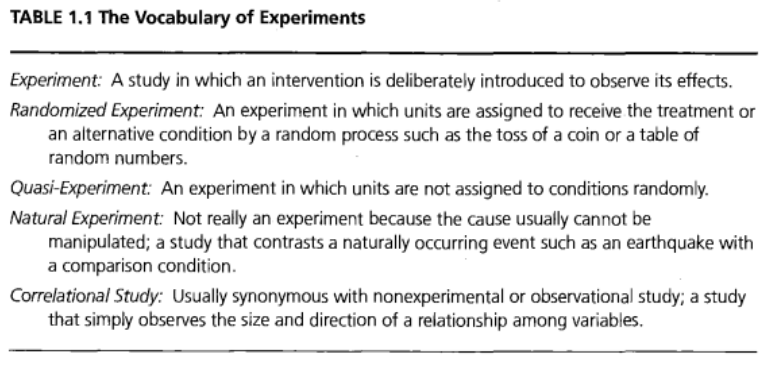 TABLE 1.1 The Vocabulary of Experiments
Experiment: A study in which an intervention is deliberately introduced to observe its effects.
Randomized Experiment: An experiment in which units are assigned to receive the treatment or
an alternative condition by a random process such as the toss of a coin or a table of
random numbers.
Quasi-Experiment: An experiment in which units are not assigned to conditions randomly.
Natural Experiment: Not really an experiment because the cause usually cannot be
manipulated; a study that contrasts a naturally occurring event such as an earthquake with
a comparison condition.
Correlational Study: Usually synonymous with nonexperimental or observational study; a study
that simply observes the size and direction of a relationship among variables.